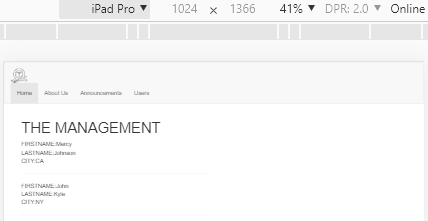 iPad Pro ▼ 1024 × 1366 41% ▼ DPR: 2.0 ▼ Online
Home About Us Announcements Users
THE MANAGEMENT
FIRSTNAME:Mercy
LASTNAME:Johnson
CITY:CA
FIRSTNAME:John
LASTNAME:Kyle
CITY:NY